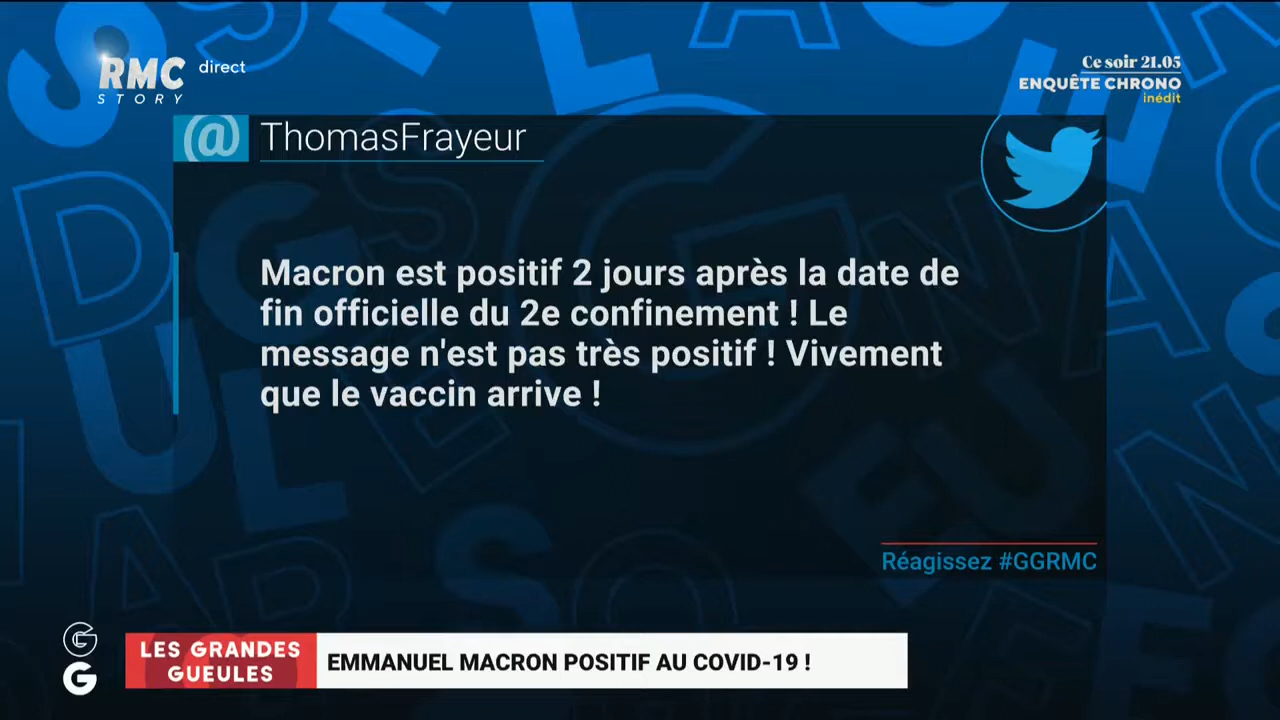 RMC direct
STORY
Ce soir 21.05
ENQUÊTE CHRONO
inédit
@ ThomasFrayeur
Macron est positif 2 jours après la date de
fin officielle du 2e confinement ! Le
message n'est pas très positif ! Vivement
que le vaccin arrive !
Réagissez #GGRMC
G
G
LES GRANDES
GUEULES
EMMANUEL MACRON POSITIF AU COVID-19 !